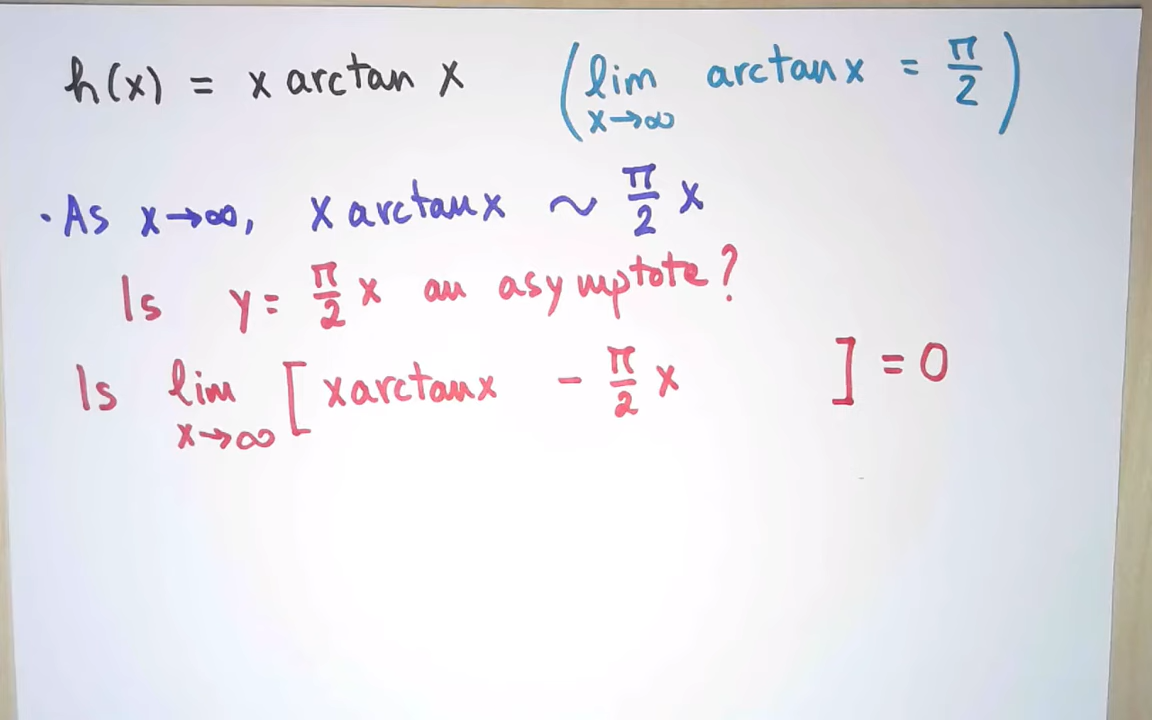 h(x) = x arctan x (lim x→∞ arctan x = π/2)
• As x→∞, x arctan x ~ π/2 x
Is y = π/2 x an asymptote?
Is lim x→∞ [x arctan x - π/2 x ] = 0